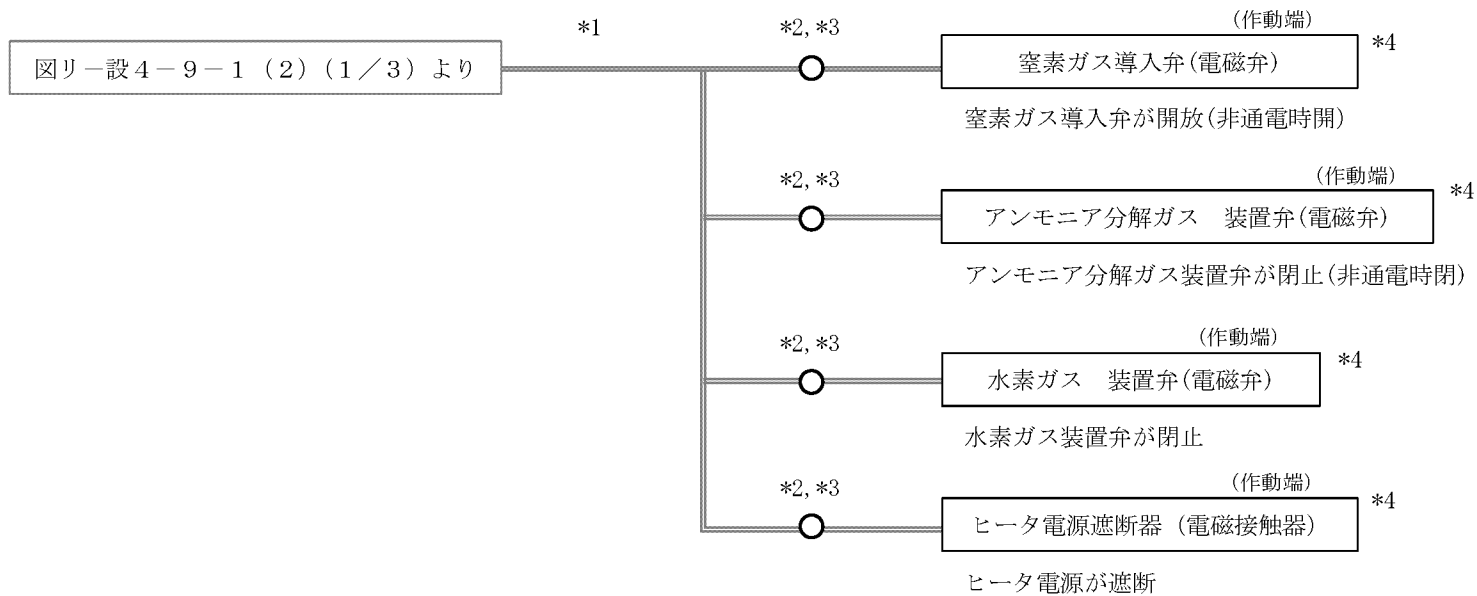 *1
図リ－設４－９－１（２）（１／３）より
*2, *3
(作動端)
窒素ガス導入弁(電磁弁)
*4
窒素ガス導入弁が開放(非通電時開)
*2, *3
(作動端)
アンモニア分解ガス　装置弁(電磁弁)
*4
アンモニア分解ガス装置弁が閉止(非通電時閉)
*2, *3
(作動端)
水素ガス　装置弁(電磁弁)
*4
水素ガス装置弁が閉止
*2, *3
(作動端)
ヒータ電源遮断器（電磁接触器）
*4
ヒータ電源が遮断